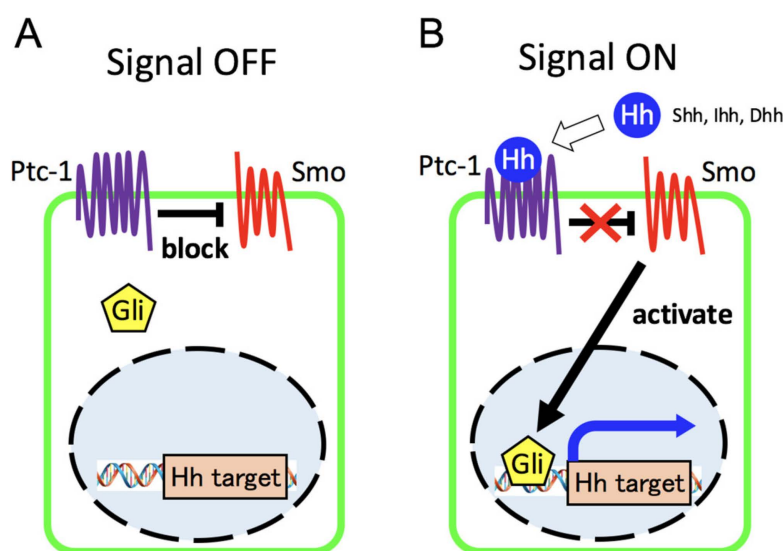 A
Signal OFF
Ptc-1
Smo
block
Gli
Hh target
B
Signal ON
Hh
Shh, Ihh, Dhh
Hh
Ptc-1
Smo
activate
Gli
Hh target